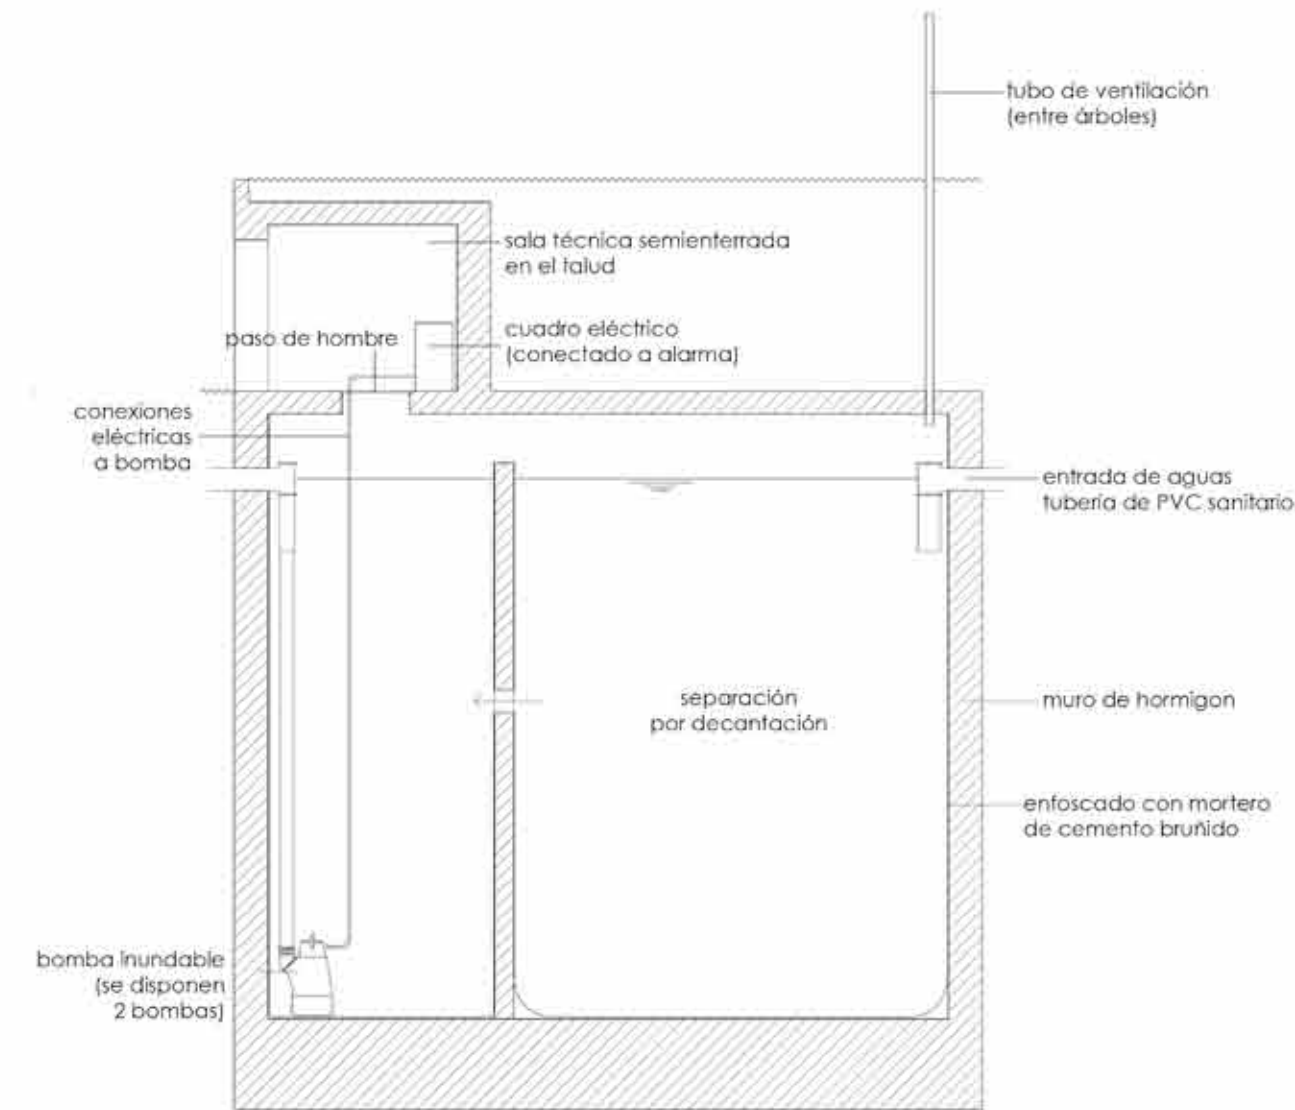 tubo de ventilación
(entre árboles)
sala técnica semienterrada
en el talud
cuadro eléctrico
(conectado a alarma)
paso de hombre
conexiones
eléctricas
a bomba
entrada de aguas
tubería de PVC sanitario
separación
por decantación
muro de hormigon
enfoscado con mortero
de cemento bruñido
bomba inundable
(se disponen
2 bombas)